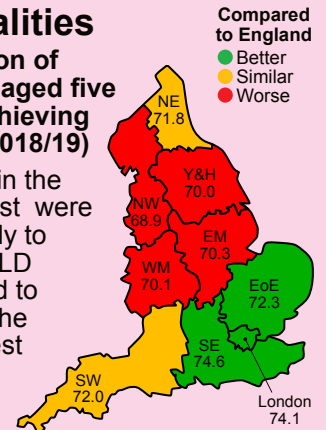 alities
on of
aged five
hieving
018/19)
in the
st were
ly to
LD
d to
he
est
Compared
to England
Better
Similar
Worse
NE
71.8
Y&H
70.0
NW
68.9
EM
70.3
WM
70.1
EoE
72.3
SE
74.6
SW
72.0
London
74.1